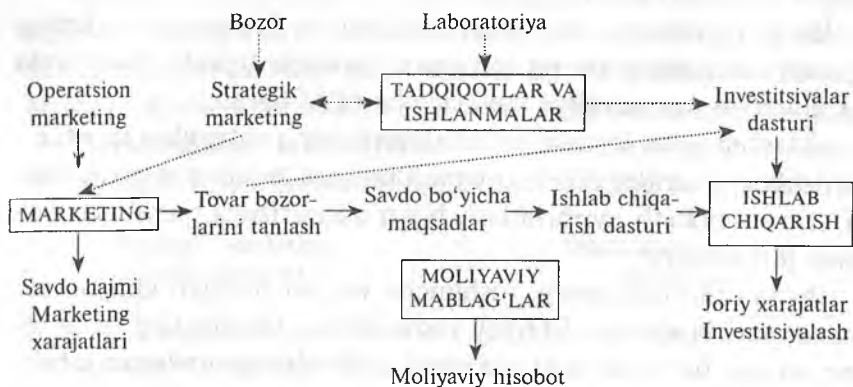 Bozor
Laboratoriya
Operatsion
marketing
Strategik
marketing
TADQIQOTLAR VA
ISHLANMALAR
Investitsiyalar
dasturi
MARKETING
Tovar bozor-
larini tanlash
Savdo bo‘yicha
maqsadlar
Ishlab chiqa-
rish dasturi
ISHLAB
CHIQARISH
Savdo hajmi
Marketing
xarajatlari
MOLIYAVIY
MABLAG‘LAR
Joriy xarajatlar
Investitsiyalash
Moliyaviy hisobot